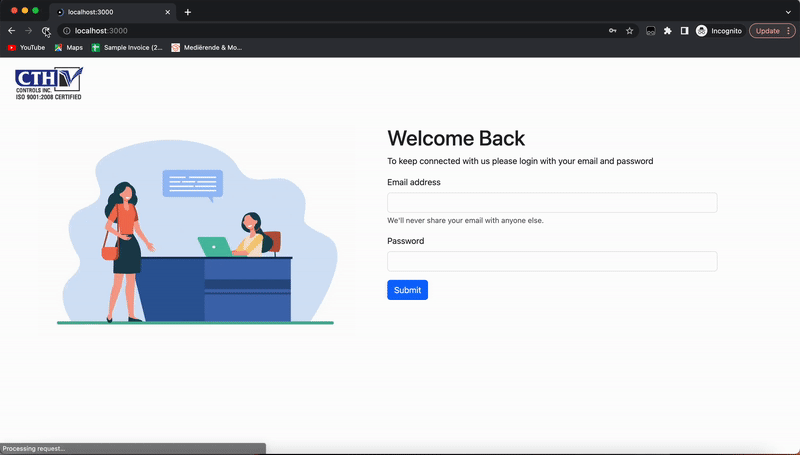 localhost:3000
localhost:3000
Incognito
Update
YouTube
Maps
Sample Invoice (2...
Mediërende & Mo...
CTH
CONTROLS INC.
ISO 9001:2008 CERTIFIED
Welcome Back
To keep connected with us please login with your email and password
Email address
We'll never share your email with anyone else.
Password
Submit
Processing request...